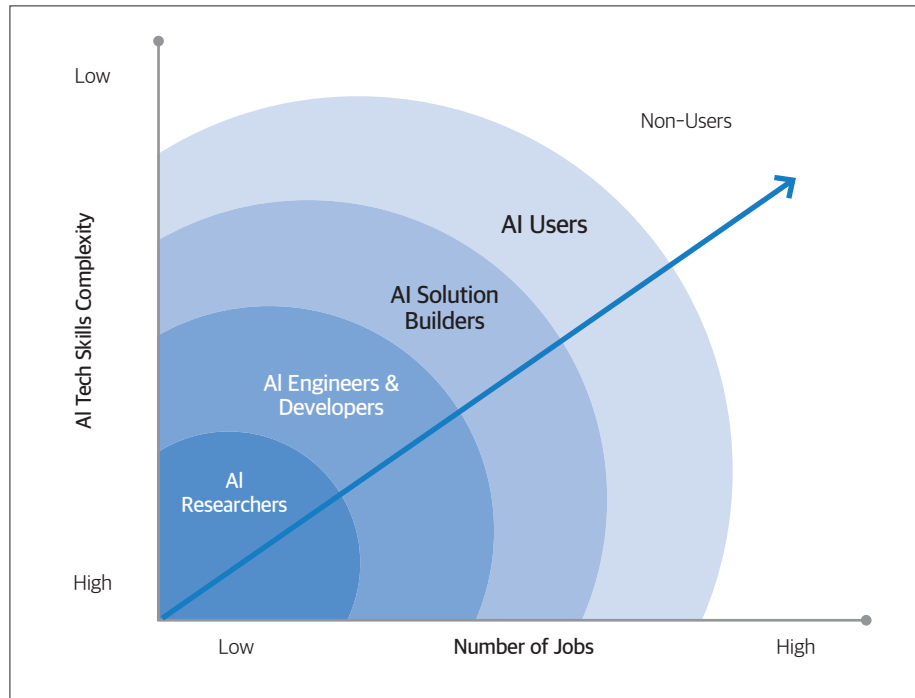 Low
Non-Users
AI Users
AI Solution
Builders
AI Engineers &
Developers
AI
Researchers
AI Tech Skills Complexity
High
Low
Number of Jobs
High